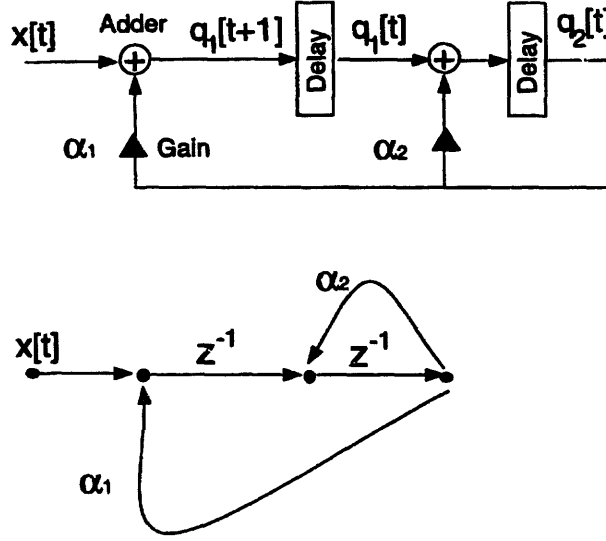 x[t]
Adder
q₁[t+1]
Delay
q₁[t]
Delay
q₂[t]
α₁
Gain
α₂
α₂
x[t]
z⁻¹
z⁻¹
α₁